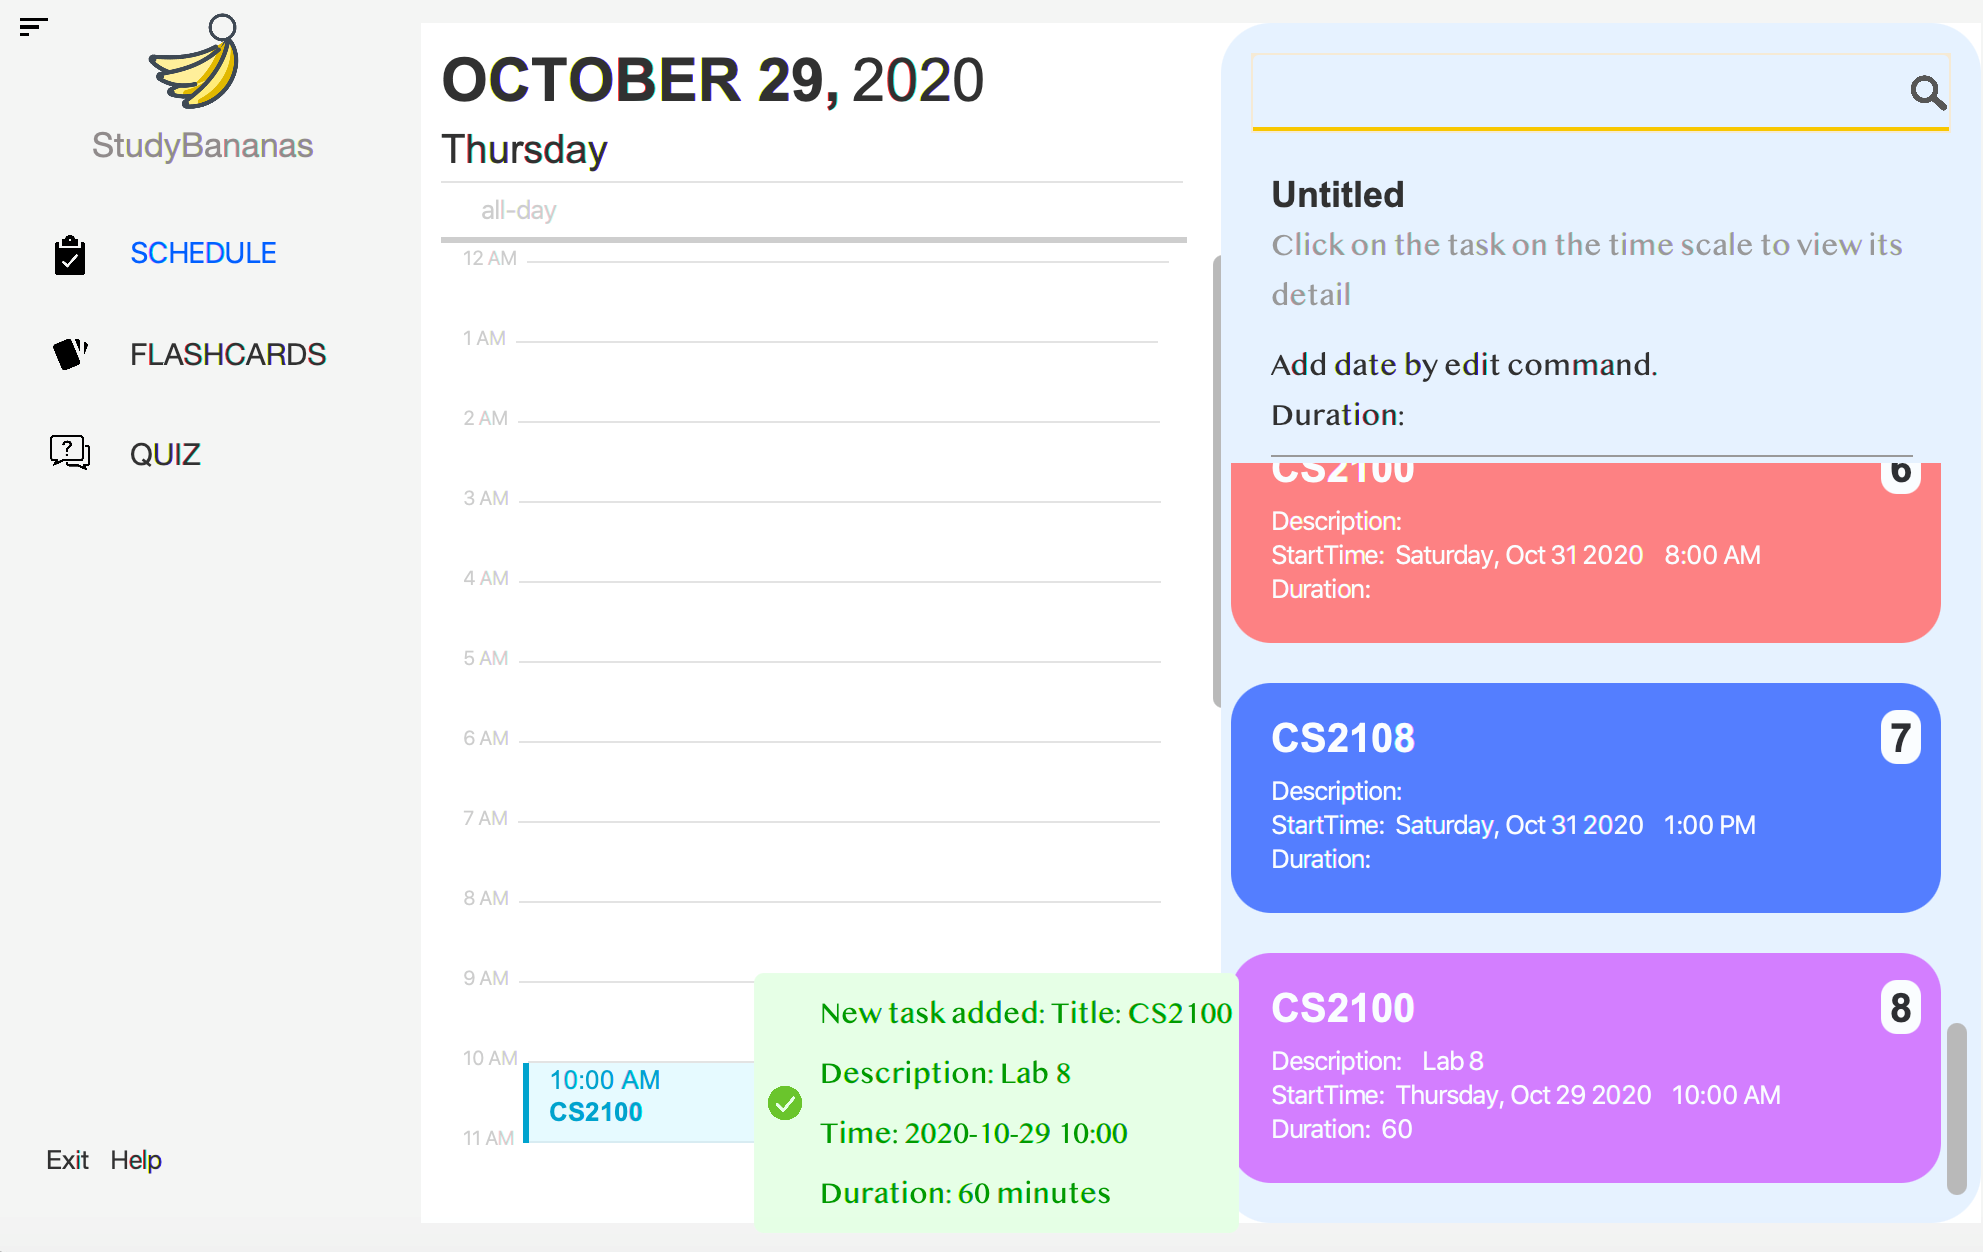 StudyBananas
SCHEDULE
FLASHCARDS
?
QUIZ
Exit Help
OCTOBER 29, 2020
Thursday
all-day
12 AM
1 AM
2 AM
3 AM
4 AM
5 AM
6 AM
7 AM
8 AM
9 AM
10 AM
10:00 AM
CS2100
11 AM
New task added: Title: CS2100
Description: Lab 8
Time: 2020-10-29 10:00
Duration: 60 minutes
Untitled
Click on the task on the time scale to view its
detail
Add date by edit command.
Duration:
CS2100 6
Description:
StartTime: Saturday, Oct 31 2020 8:00 AM
Duration:
CS2108 7
Description:
StartTime: Saturday, Oct 31 2020 1:00 PM
Duration:
CS2100 8
Description: Lab 8
StartTime: Thursday, Oct 29 2020 10:00 AM
Duration: 60